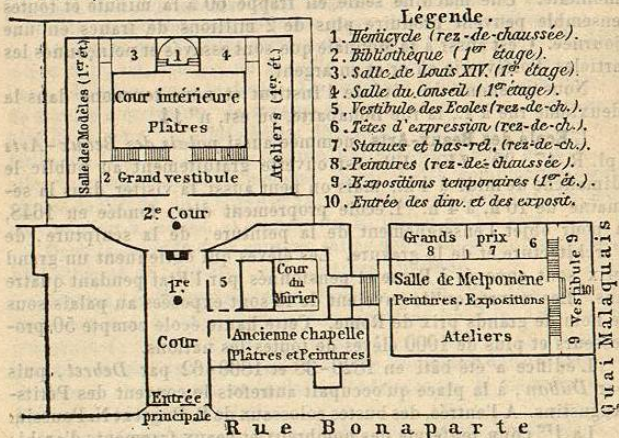 Légende.
1. Hémicycle (rez-de-chaussée).
2. Bibliothèque (1er étage).
3. Salle de Louis XIV. (1er étage).
4. Salle du Conseil (1er étage).
5. Vestibule des Ecoles (rez-de-ch.).
6. Têtes d'expression (rez-de-ch.).
7. Statues et bas-rel. (rez-de-ch.).
8. Peintures (rez-de-chaussée).
9. Expositions temporaires (1er ét.).
10. Entrée des dim. et des exposit.
Salle des Modèles (1er ét.)
3
1
4
Cour intérieure
Plâtres
Ateliers (1er ét.)
2 Grand vestibule
2e Cour
1re
Cour
5
Cour
du
Mûrier
Ancienne chapelle
Plâtres et Peintures
Grands prix 6
8 7
Salle de Melpomène
Peintures. Expositions
Ateliers
9 Vestibule 9
10
Quai Malaquais
Entrée
principale
Rue Bonaparte